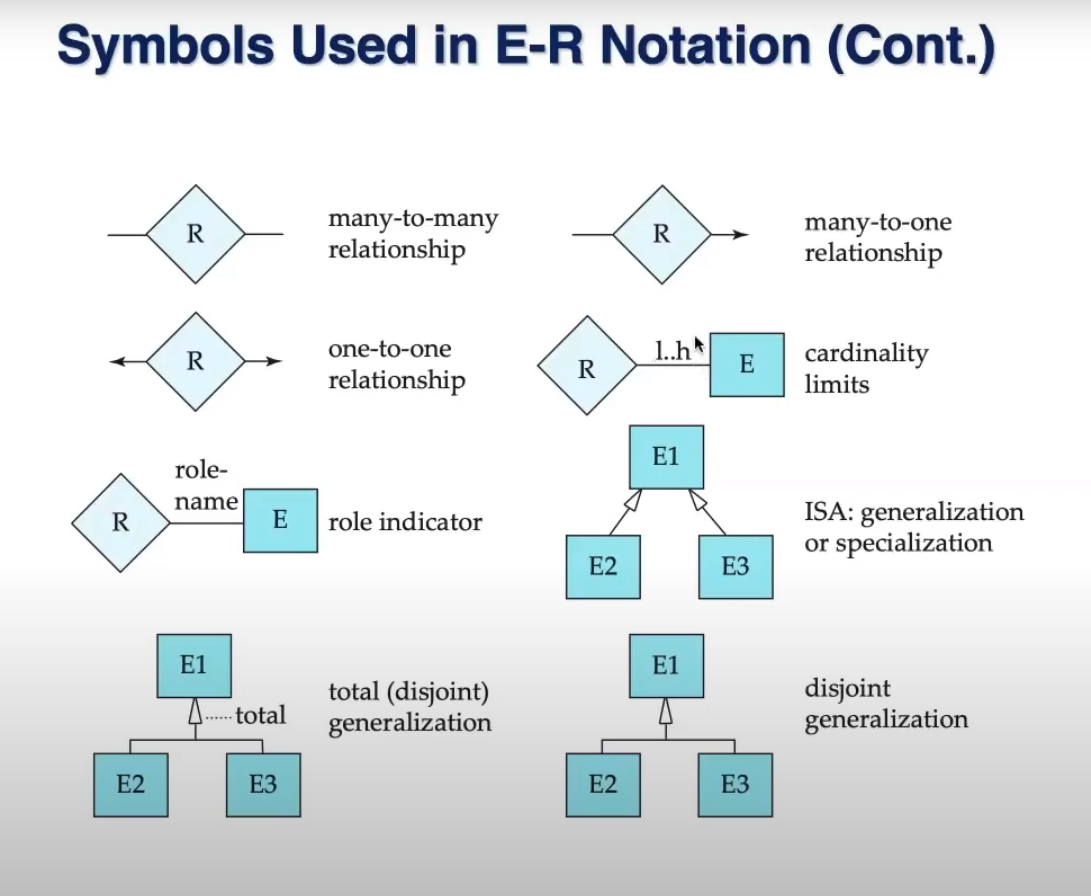 Symbols Used in E-R Notation (Cont.)
R
many-to-many
relationship
R
many-to-one
relationship
R
one-to-one
relationship
R
l..h
E
cardinality
limits
R
role-
name
E
role indicator
E1
E2
E3
ISA: generalization
or specialization
E1
total
E2
E3
total (disjoint)
generalization
E1
E2
E3
disjoint
generalization